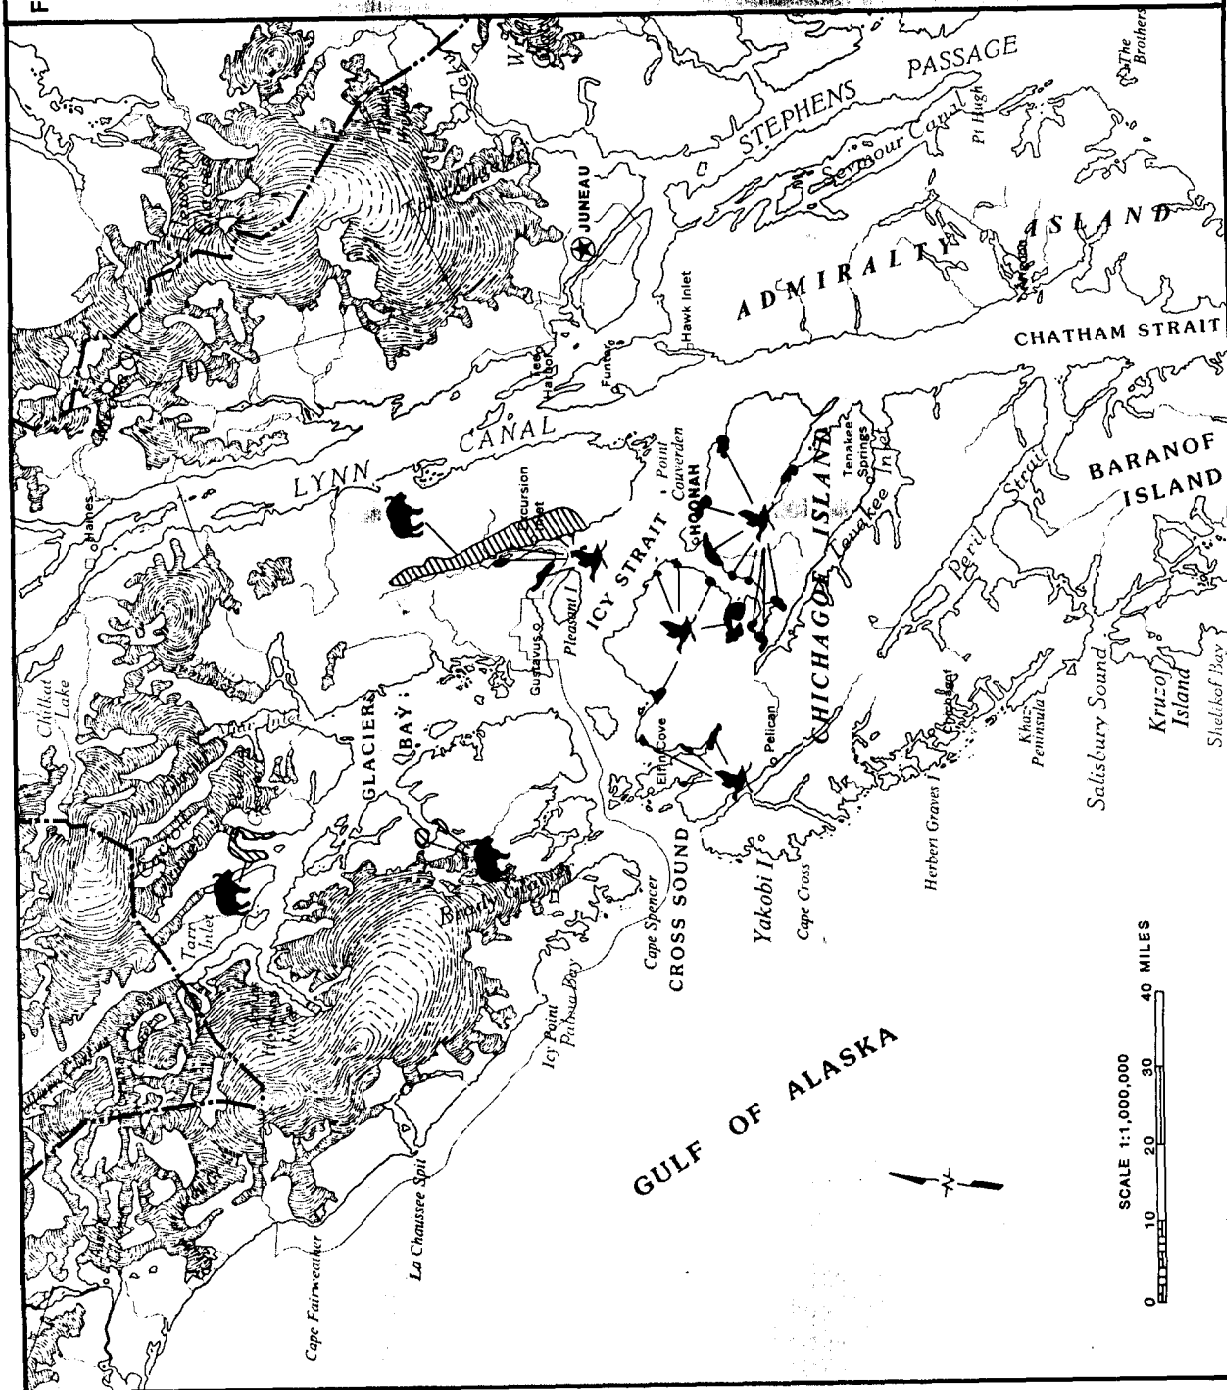 F
Haines
Chilkat
Lake
LYNN
CANAL
Taku
JUNEAU
STEPHENS
PASSAGE
Seymour Canal
Pt Hugh
The
Brothers
ADMIRALTY
ISLAND
Hawk Inlet
CHATHAM STRAIT
Point
Couverden
HOONAH
Tenakee
Springs
Inlet
Peril
Strait
BARANOF
ISLAND
Excursion
Inlet
ICY STRAIT
Pleasant I
Gustavus
GLACIER
BAY
CHICHAGOF ISLAND
Elfin Cove
Pelican
Khaz
Peninsula
Salisbury Sound
Kruzof
Island
Shelikof Bay
Herbert Graves I
Tarr
Inlet
Brady
Cape Spencer
CROSS SOUND
Yakobi I
Cape Cross
Icy Point
Palma Bay
La Chaussee Spit
Cape Fairweather
GULF OF ALASKA
N
SCALE 1:1,000,000
0 10 20 30 40 MILES